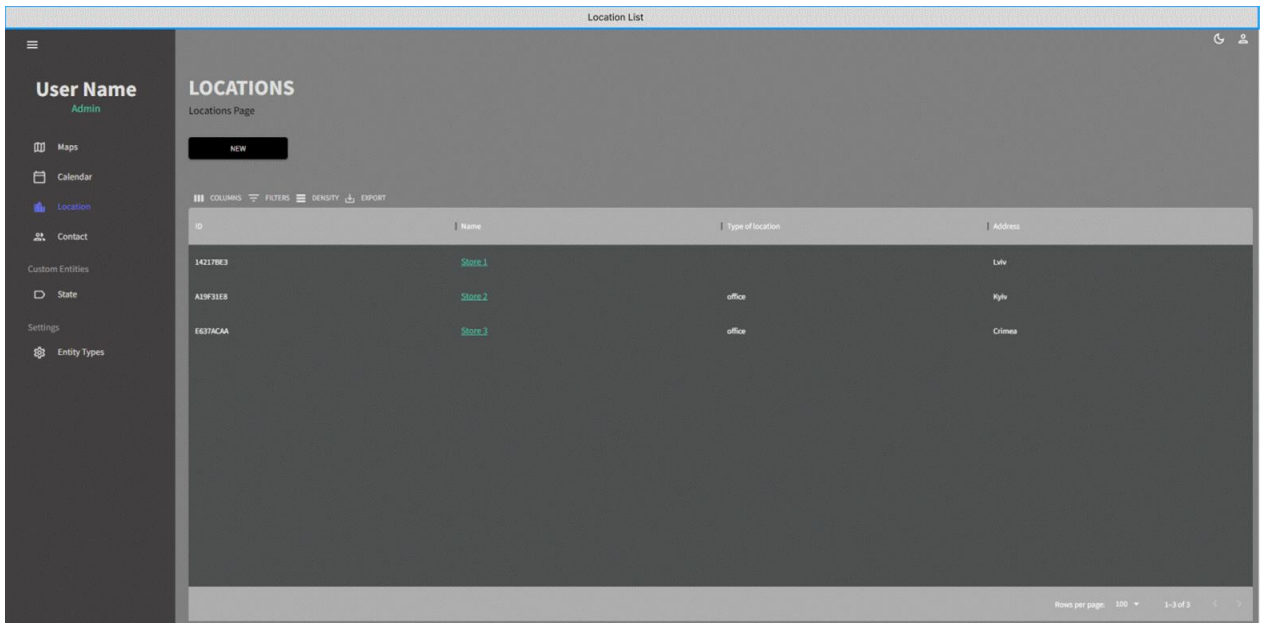 Location List
User Name
Admin
Maps
Calendar
Location
Contact
Custom Entities
State
Settings
Entity Types
LOCATIONS
Locations Page
NEW
COLUMNS FILTERS DENSITY EXPORT
ID Name Type of location Address
14217BE3 Store 1 Lviv
A19F31E8 Store 2 office Kyiv
E637ACAA Store 3 office Crimea
Rows per page: 100 1-3 of 3